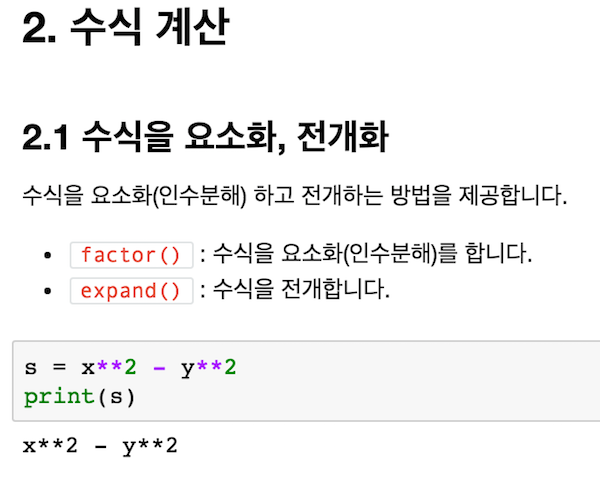 2. 수식 계산
2.1 수식을 요소화, 전개화
수식을 요소화(인수분해) 하고 전개하는 방법을 제공합니다.
• factor() : 수식을 요소화(인수분해)를 합니다.
• expand() : 수식을 전개합니다.
s = x**2 - y**2
print(s)
x**2 - y**2